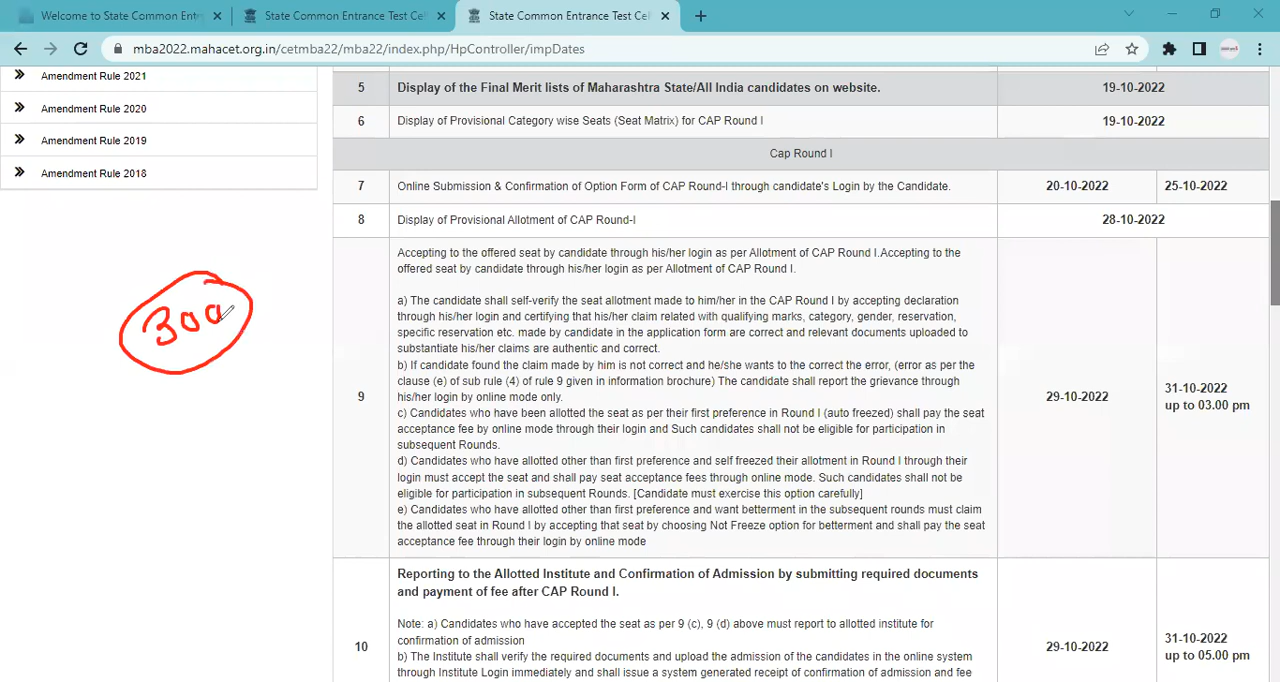 Welcome to State Common Entr
State Common Entrance Test Cel
State Common Entrance Test Cel
mba2022.mahacet.org.in/cetmba22/mba22/index.php/HpController/impDates
Amendment Rule 2021
Amendment Rule 2020
Amendment Rule 2019
Amendment Rule 2018
300
5 Display of the Final Merit lists of Maharashtra State/All India candidates on website. 19-10-2022
6 Display of Provisional Category wise Seats (Seat Matrix) for CAP Round I 19-10-2022
Cap Round I
7 Online Submission & Confirmation of Option Form of CAP Round-I through candidate's Login by the Candidate. 20-10-2022 25-10-2022
8 Display of Provisional Allotment of CAP Round-I 28-10-2022
Accepting to the offered seat by candidate through his/her login as per Allotment of CAP Round I.Accepting to the
offered seat by candidate through his/her login as per Allotment of CAP Round I.
a) The candidate shall self-verify the seat allotment made to him/her in the CAP Round I by accepting declaration
through his/her login and certifying that his/her claim related with qualifying marks, category, gender, reservation,
specific reservation etc. made by candidate in the application form are correct and relevant documents uploaded to
substantiate his/her claims are authentic and correct.
b) If candidate found the claim made by him is not correct and he/she wants to the correct the error, (error as per the
clause (e) of sub rule (4) of rule 9 given in information brochure) The candidate shall report the grievance through
his/her login by online mode only.
9 29-10-2022 31-10-2022
up to 03.00 pm
c) Candidates who have been allotted the seat as per their first preference in Round I (auto freezed) shall pay the seat
acceptance fee by online mode through their login and Such candidates shall not be eligible for participation in
subsequent Rounds.
d) Candidates who have allotted other than first preference and self freezed their allotment in Round I through their
login must accept the seat and shall pay seat acceptance fees through online mode. Such candidates shall not be
eligible for participation in subsequent Rounds. [Candidate must exercise this option carefully]
e) Candidates who have allotted other than first preference and want betterment in the subsequent rounds must claim
the allotted seat in Round I by accepting that seat by choosing Not Freeze option for betterment and shall pay the seat
acceptance fee through their login by online mode
Reporting to the Allotted Institute and Confirmation of Admission by submitting required documents
and payment of fee after CAP Round I.
Note: a) Candidates who have accepted the seat as per 9 (c), 9 (d) above must report to allotted institute for
confirmation of admission
10 29-10-2022 31-10-2022
up to 05.00 pm
b) The Institute shall verify the required documents and upload the admission of the candidates in the online system
through Institute Login immediately and shall issue a system generated receipt of confirmation of admission and fee